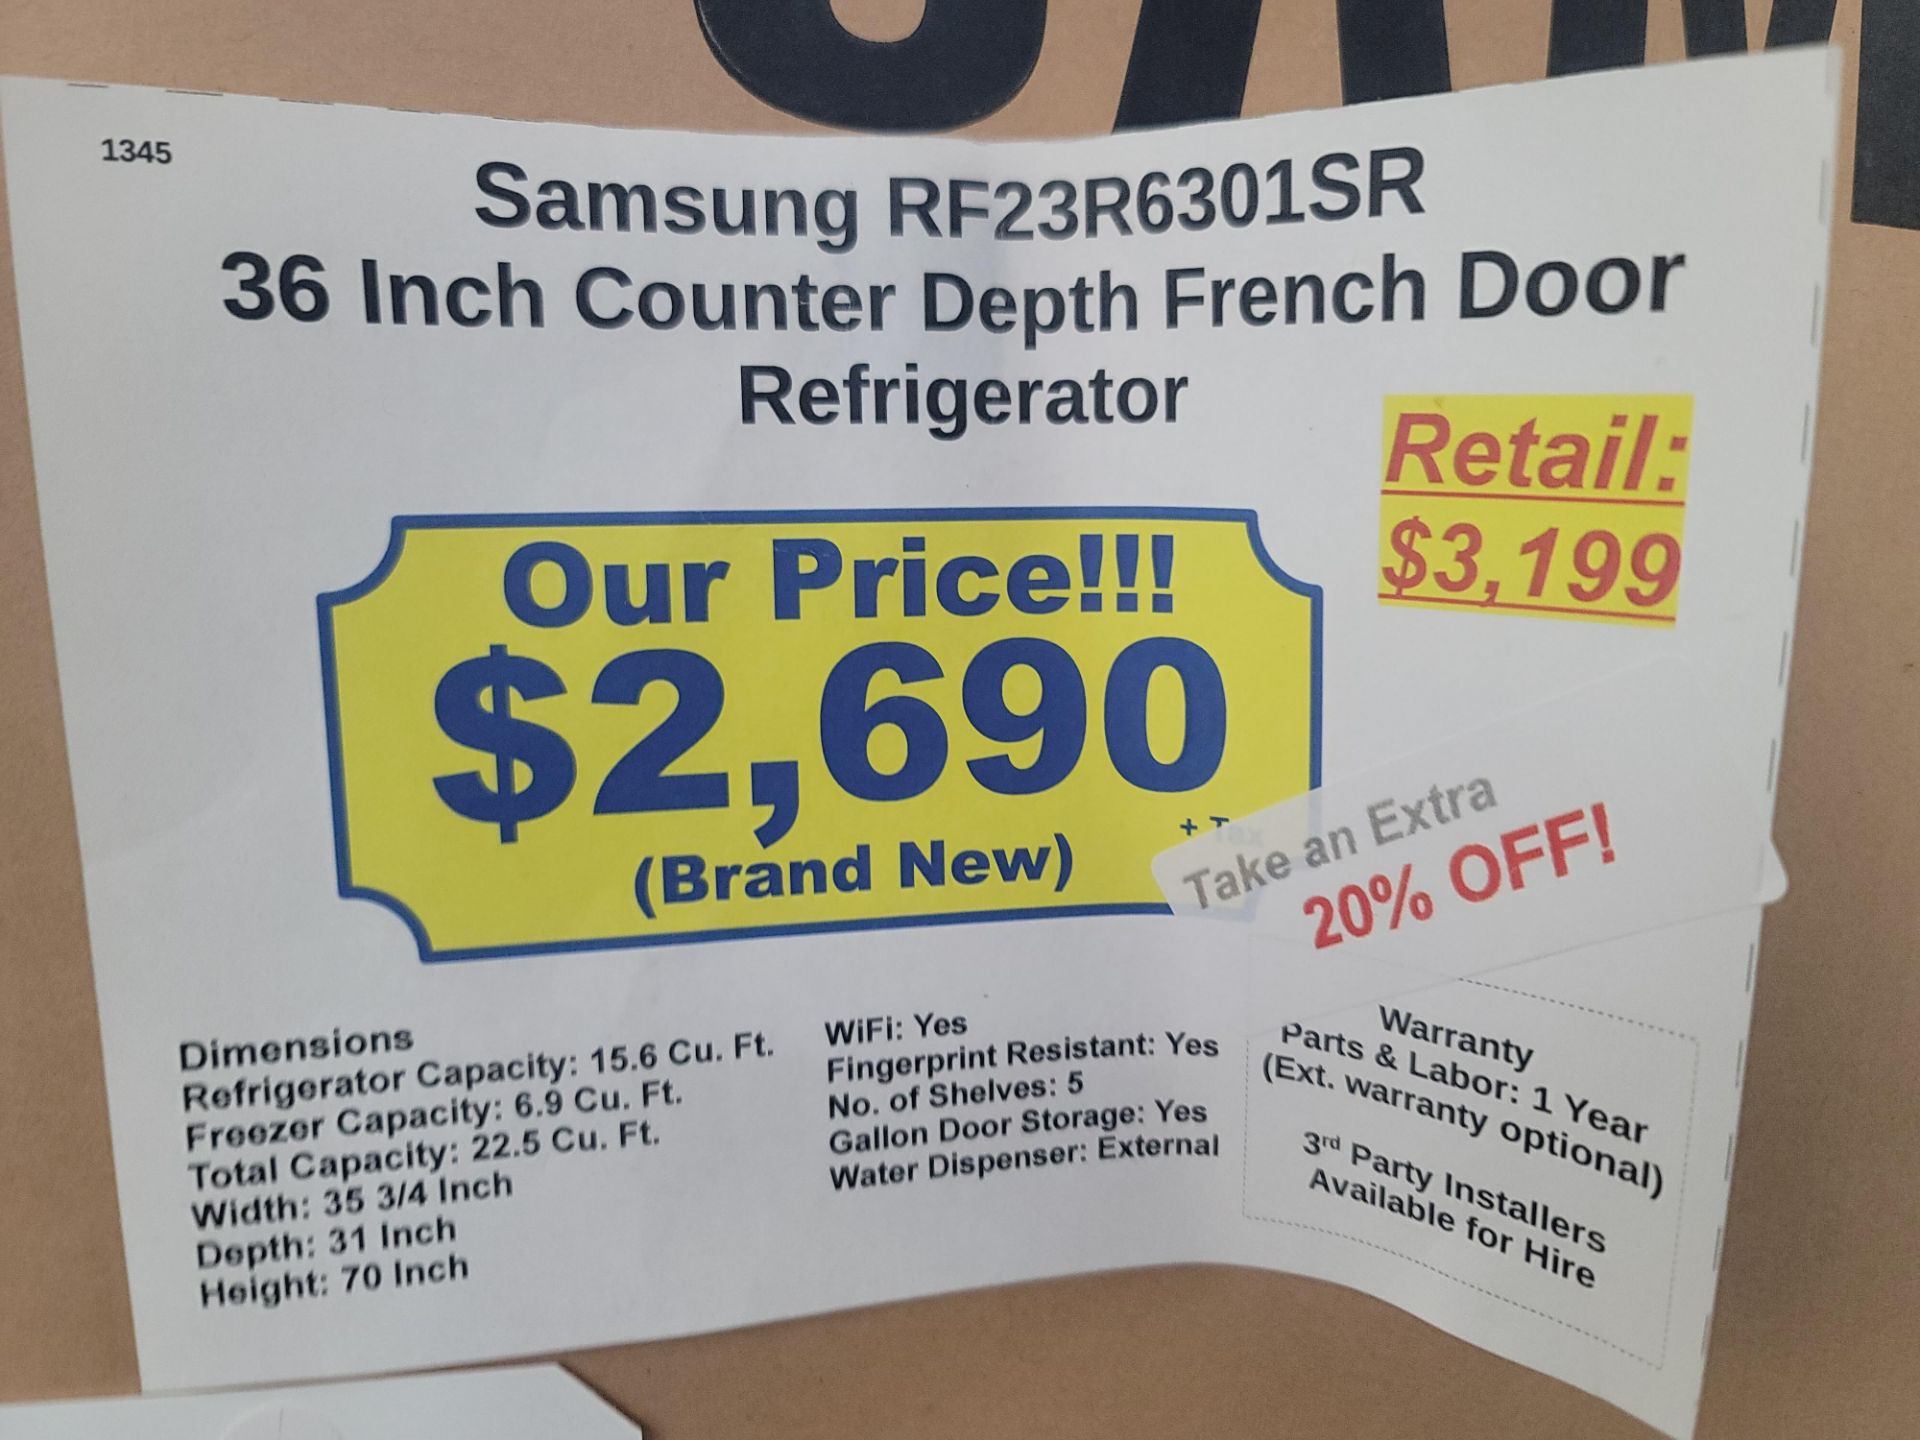 SAM
1345
Samsung RF23R6301SR
36 Inch Counter Depth French Door
Refrigerator
Retail:
$3,199
Our Price!!!
$2,690
+ Tax
(Brand New)
Take an Extra
20% OFF!
Dimensions
Refrigerator Capacity: 15.6 Cu. Ft.
Freezer Capacity: 6.9 Cu. Ft.
Total Capacity: 22.5 Cu. Ft.
Width: 35 3/4 Inch
Depth: 31 Inch
Height: 70 Inch
WiFi: Yes
Fingerprint Resistant: Yes
No. of Shelves: 5
Gallon Door Storage: Yes
Water Dispenser: External
Warranty
Parts & Labor: 1 Year
(Ext. warranty optional)
3rd Party Installers
Available for Hire